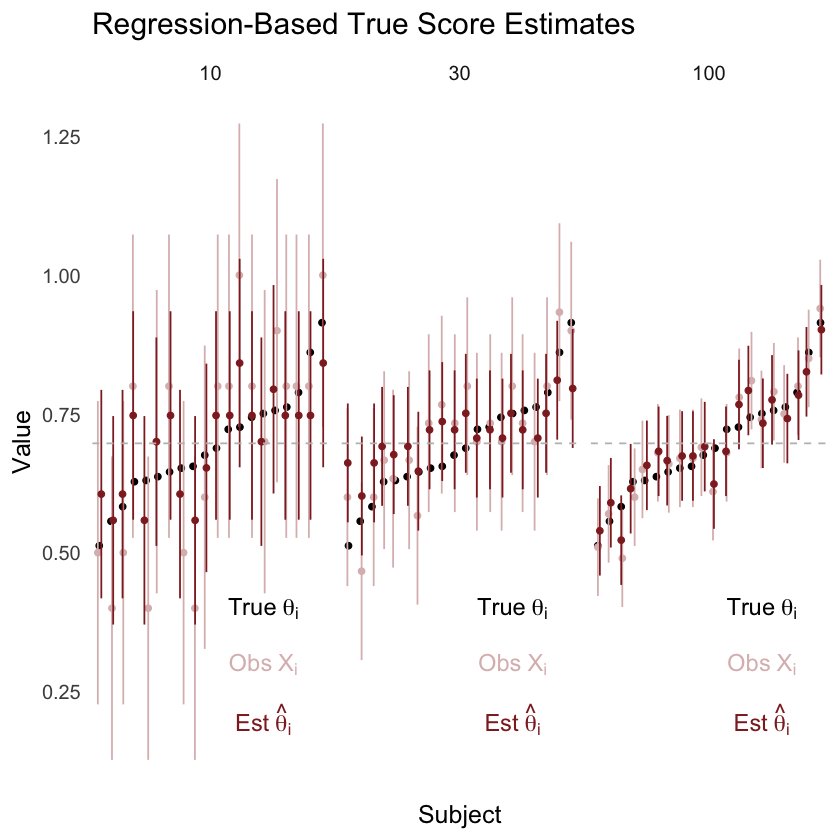 Regression-Based True Score Estimates
10 30 100
1.25
1.00
0.75
0.50
0.25
Value
True θi True θi True θi
Obs Xi Obs Xi Obs Xi
Est θ̂i Est θ̂i Est θ̂i
Subject